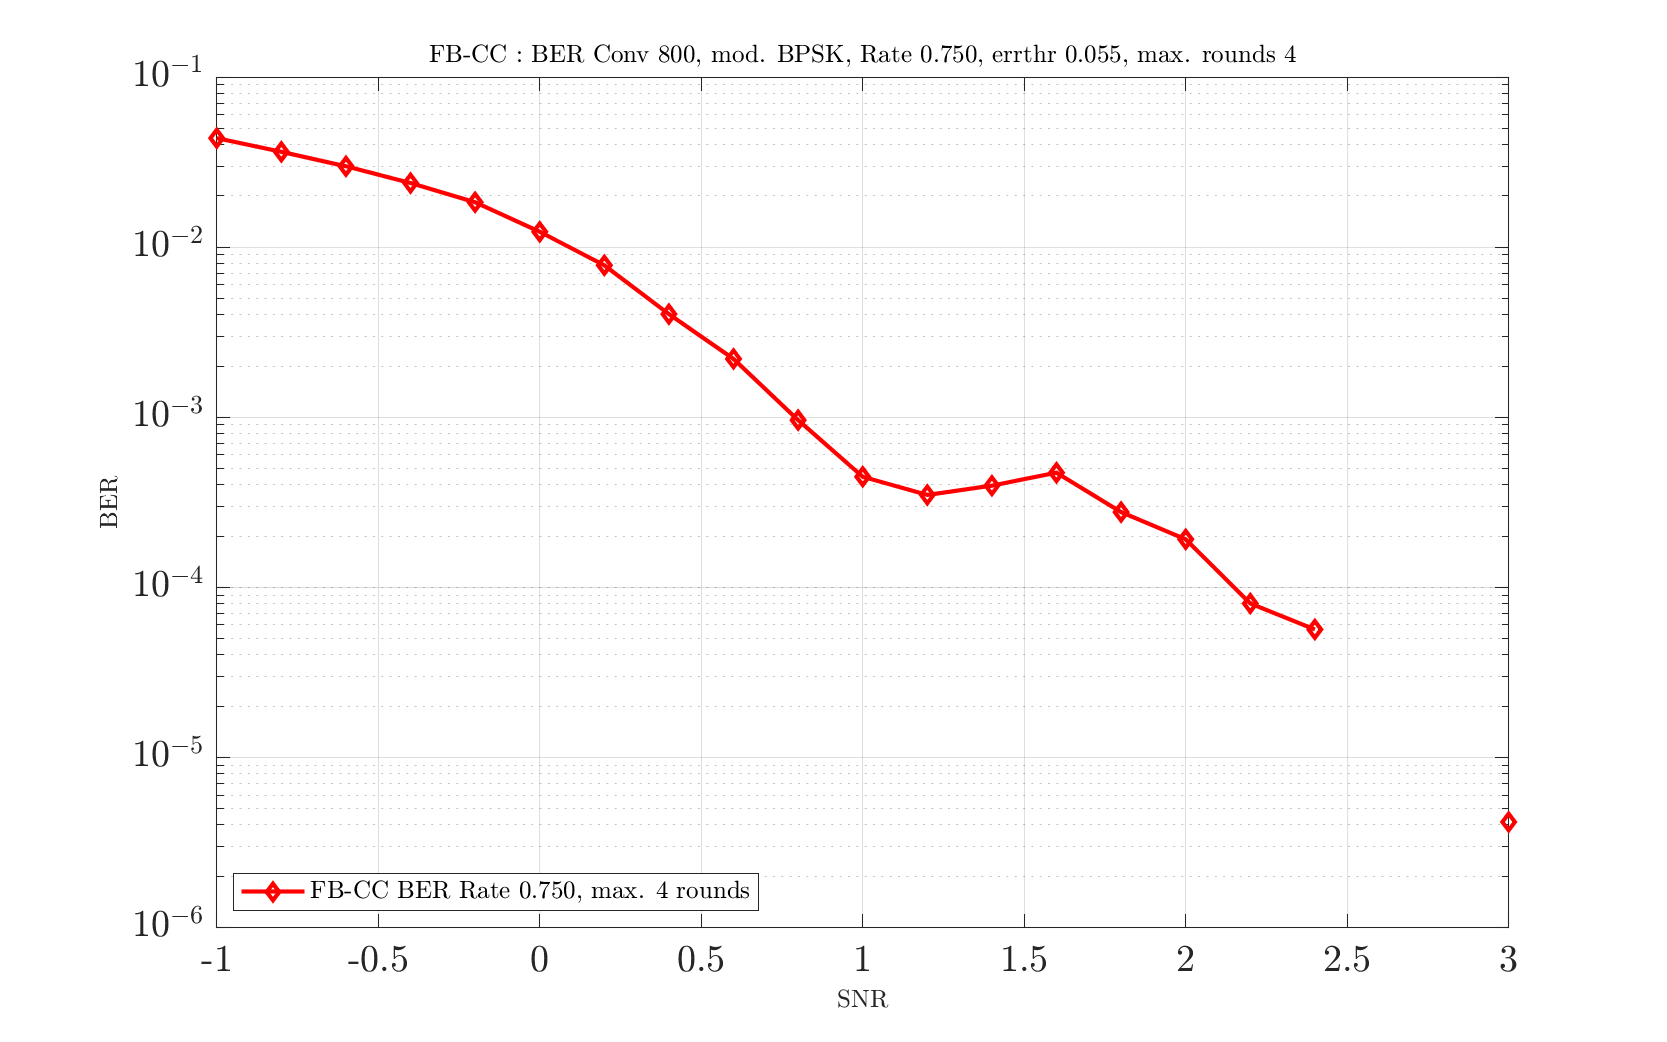 FB-CC : BER Conv 800, mod. BPSK, Rate 0.750, errthr 0.055, max. rounds 4
10^{-1}
10^{-2}
10^{-3}
10^{-4}
10^{-5}
10^{-6}
BER
FB-CC BER Rate 0.750, max. 4 rounds
-1 -0.5 0 0.5 1 1.5 2 2.5 3
SNR